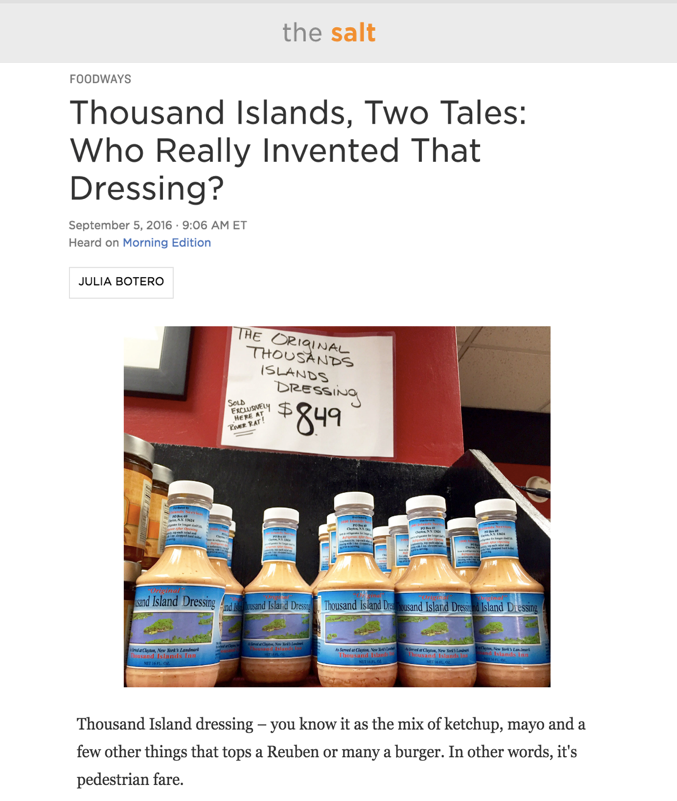 the salt
FOODWAYS
Thousand Islands, Two Tales:
Who Really Invented That
Dressing?
September 5, 2016 · 9:06 AM ET
Heard on Morning Edition
JULIA BOTERO
THE ORIGINAL
THOUSANDS
ISLANDS
DRESSING
SOLD
EXCLUSIVELY
HERE AT
RIVER RAT!
$8.49
Thousand Island Dressing
Thousand Islands Inn
Thousand Island dressing – you know it as the mix of ketchup, mayo and a
few other things that tops a Reuben or many a burger. In other words, it's
pedestrian fare.